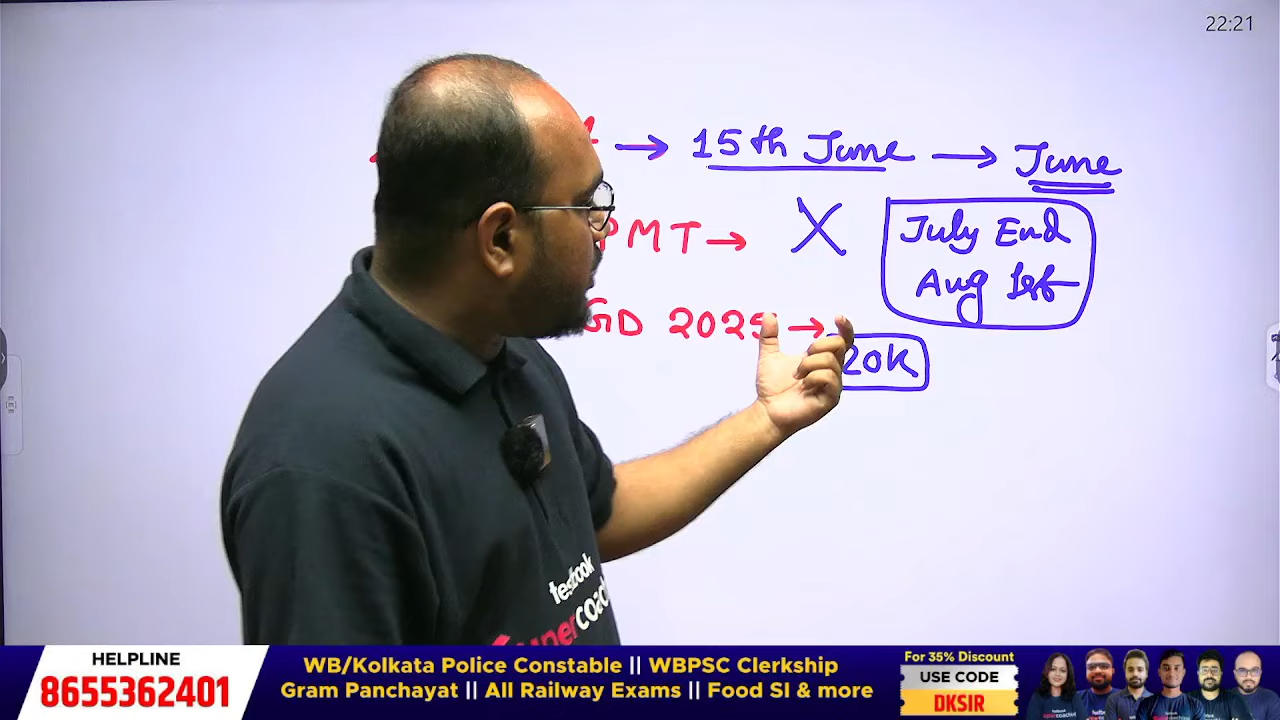 22:21
→ 15th June → June
PMT → X July End
Aug 1st
GD 2025 →
20K
testbook
supercoaching
HELPLINE
8655362401
WB/Kolkata Police Constable || WBPSC Clerkship
Gram Panchayat || All Railway Exams || Food SI & more
For 35% Discount
USE CODE
DKSIR